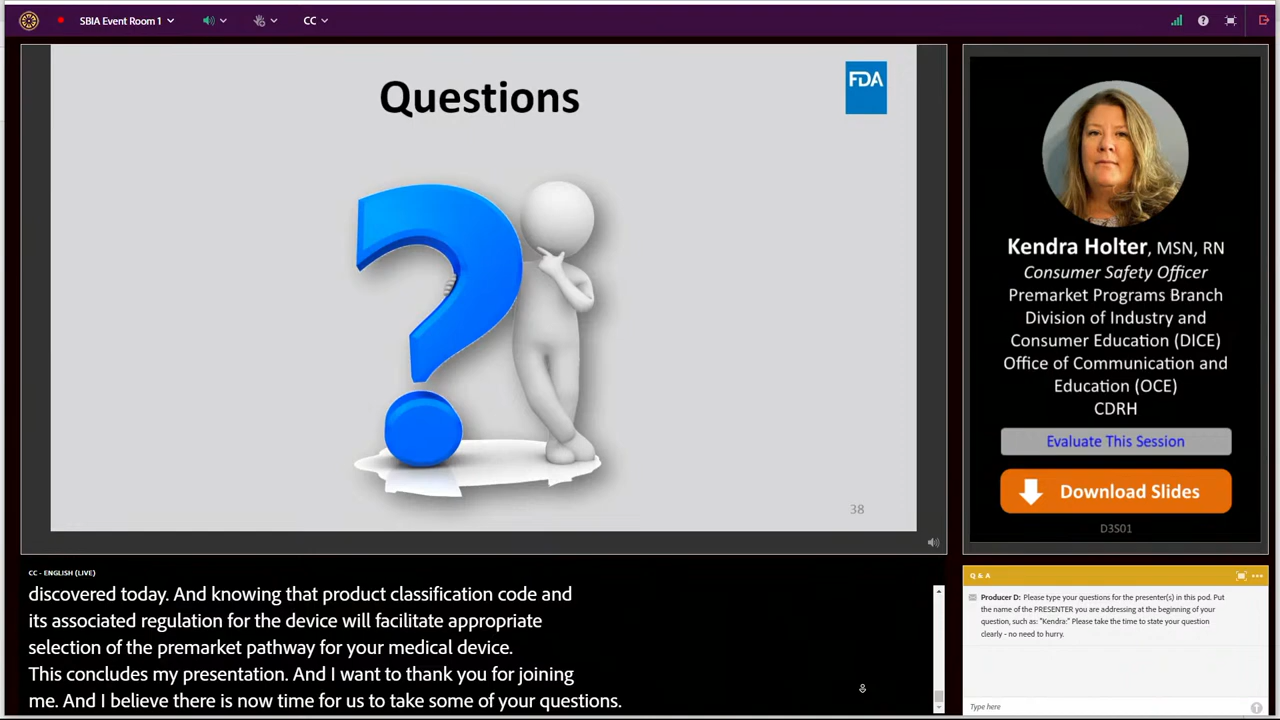 SBIA Event Room 1
CC
Questions
FDA
38
Kendra Holter, MSN, RN
Consumer Safety Officer
Premarket Programs Branch
Division of Industry and
Consumer Education (DICE)
Office of Communication and
Education (OCE)
CDRH
Evaluate This Session
Download Slides
D3S01
CC - ENGLISH (LIVE)
discovered today. And knowing that product classification code and
its associated regulation for the device will facilitate appropriate
selection of the premarket pathway for your medical device.
This concludes my presentation. And I want to thank you for joining
me. And I believe there is now time for us to take some of your questions.
Q & A
Producer D: Please type your questions for the presenter(s) in this pod. Put
the name of the PRESENTER you are addressing at the beginning of your
question, such as: "Kendra:" Please take the time to state your question
clearly - no need to hurry.
Type here